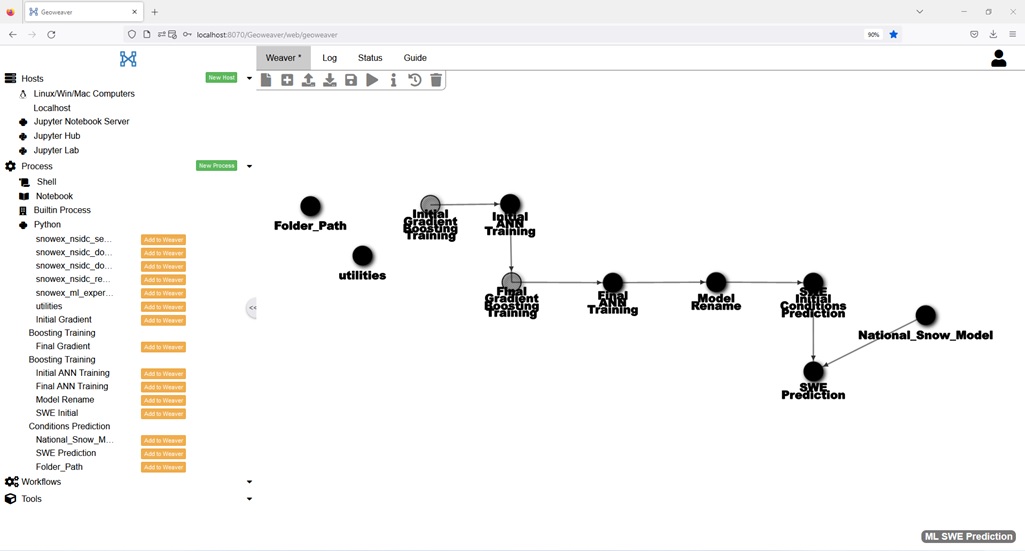 Geoweaver
localhost:8070/Geoweaver/web/geoweaver
90%
Weaver *
Log
Status
Guide
Hosts
New Host
Linux/Win/Mac Computers
Localhost
Jupyter Notebook Server
Jupyter Hub
Jupyter Lab
Process
New Process
Shell
Notebook
Builtin Process
Python
snowex_nsidc_se...
Add to Weaver
snowex_nsidc_do...
Add to Weaver
snowex_nsidc_do...
Add to Weaver
snowex_nsidc_re...
Add to Weaver
snowex_ml_exper...
Add to Weaver
utilities
Add to Weaver
Initial Gradient
Add to Weaver
Boosting Training
Final Gradient
Add to Weaver
Boosting Training
Initial ANN Training
Add to Weaver
Final ANN Training
Add to Weaver
Model Rename
Add to Weaver
SWE Initial
Add to Weaver
Conditions Prediction
National_Snow_M...
Add to Weaver
SWE Prediction
Add to Weaver
Folder_Path
Add to Weaver
Workflows
Tools
<<
Folder_Path
utilities
Initial
Gradient
Boosting
Training
Initial
ANN
Training
Final
Gradient
Boosting
Training
Final
ANN
Training
Model
Rename
SWE
Initial
Conditions
Prediction
National_Snow_Model
SWE
Prediction
ML SWE Prediction